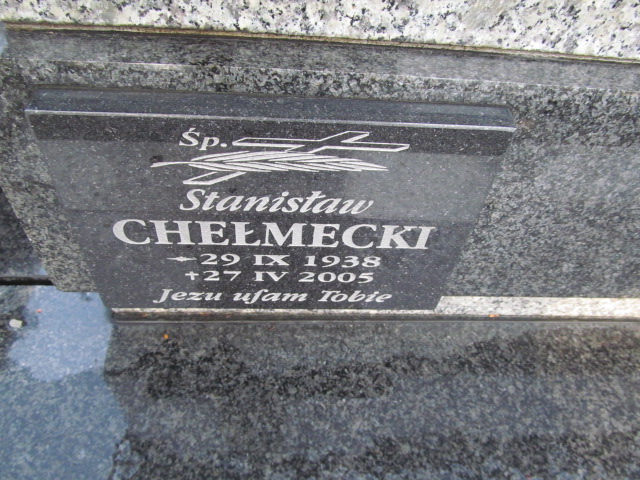 Śp.
Stanisław
CHEŁMECKI
29 IX 1938
+27 IV 2005
Jezu ufam Tobie